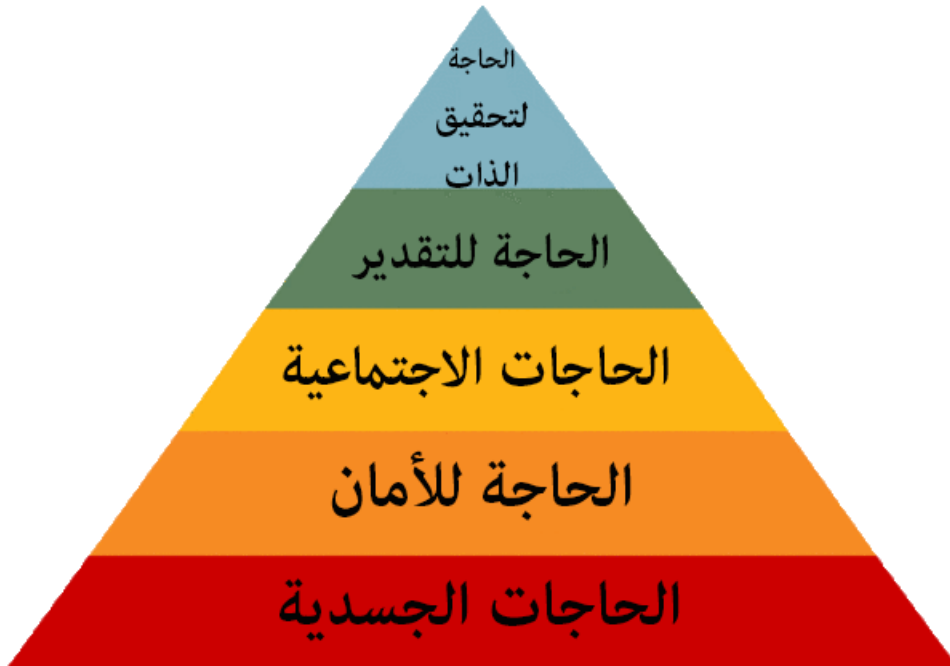 الحاجة
لتحقيق
الذات
الحاجة للتقدير
الحاجات الاجتماعية
الحاجة للأمان
الحاجات الجسدية